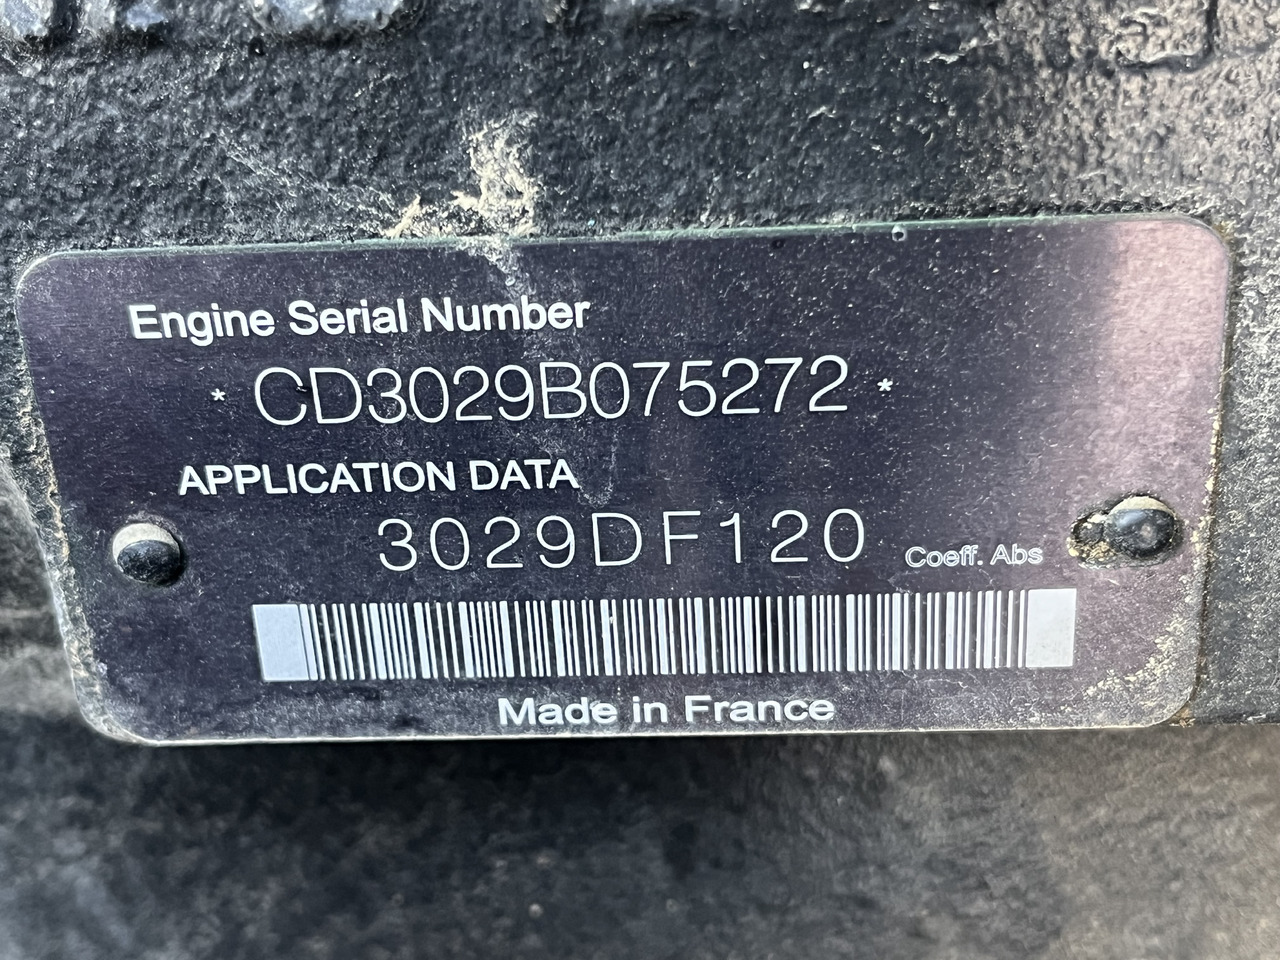 Engine Serial Number
* CD3029B075272 *
APPLICATION DATA
3029DF120 Coeff. Abs
Made in France